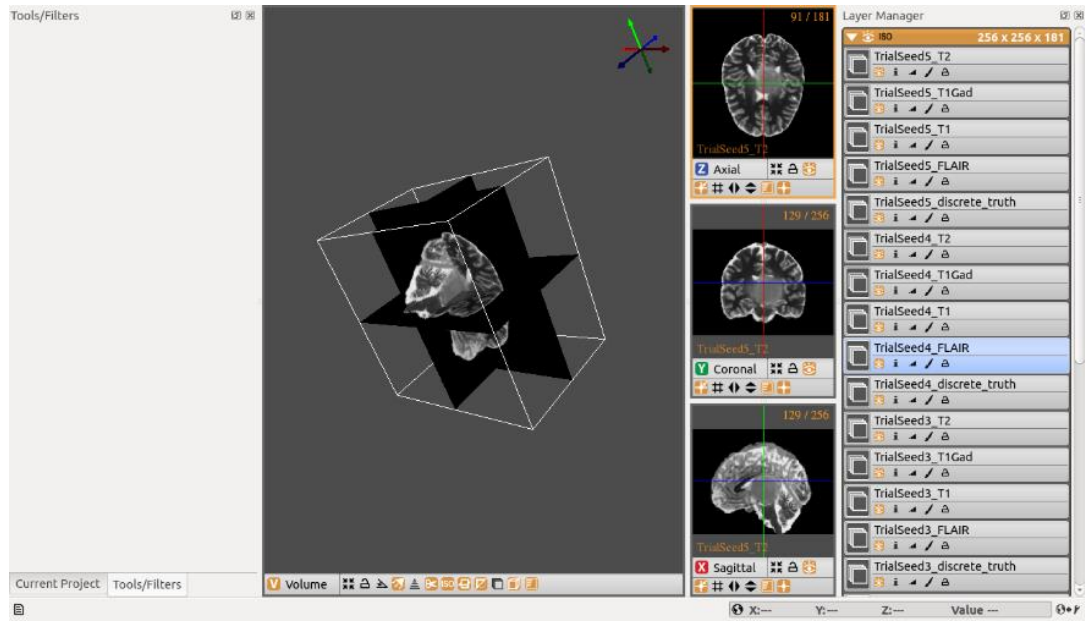 Tools/Filters
91 / 181
TrialSeed5_T2
Z Axial
129 / 256
TrialSeed5_T2
Y Coronal
129 / 256
TrialSeed5_T2
X Sagittal
Layer Manager
ISO 256 x 256 x 181
TrialSeed5_T2
TrialSeed5_T1Gad
TrialSeed5_T1
TrialSeed5_FLAIR
TrialSeed5_discrete_truth
TrialSeed4_T2
TrialSeed4_T1Gad
TrialSeed4_T1
TrialSeed4_FLAIR
TrialSeed4_discrete_truth
TrialSeed3_T2
TrialSeed3_T1Gad
TrialSeed3_T1
TrialSeed3_FLAIR
TrialSeed3_discrete_truth
Current Project Tools/Filters
V Volume ISO
X:--- Y:--- Z:--- Value ---